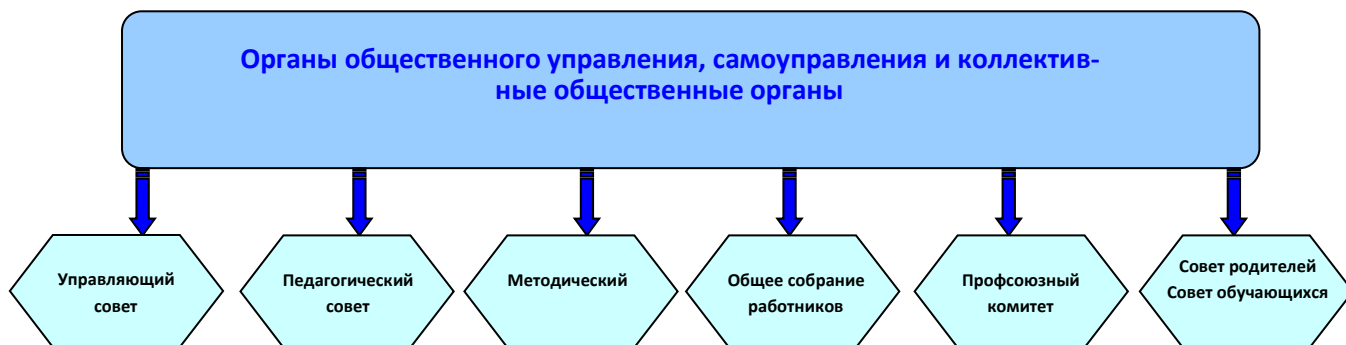 Органы общественного управления, самоуправления и коллектив-
ные общественные органы
Управляющий
совет
Педагогический
совет
Методический
Общее собрание
работников
Профсоюзный
комитет
Совет родителей
Совет обучающихся